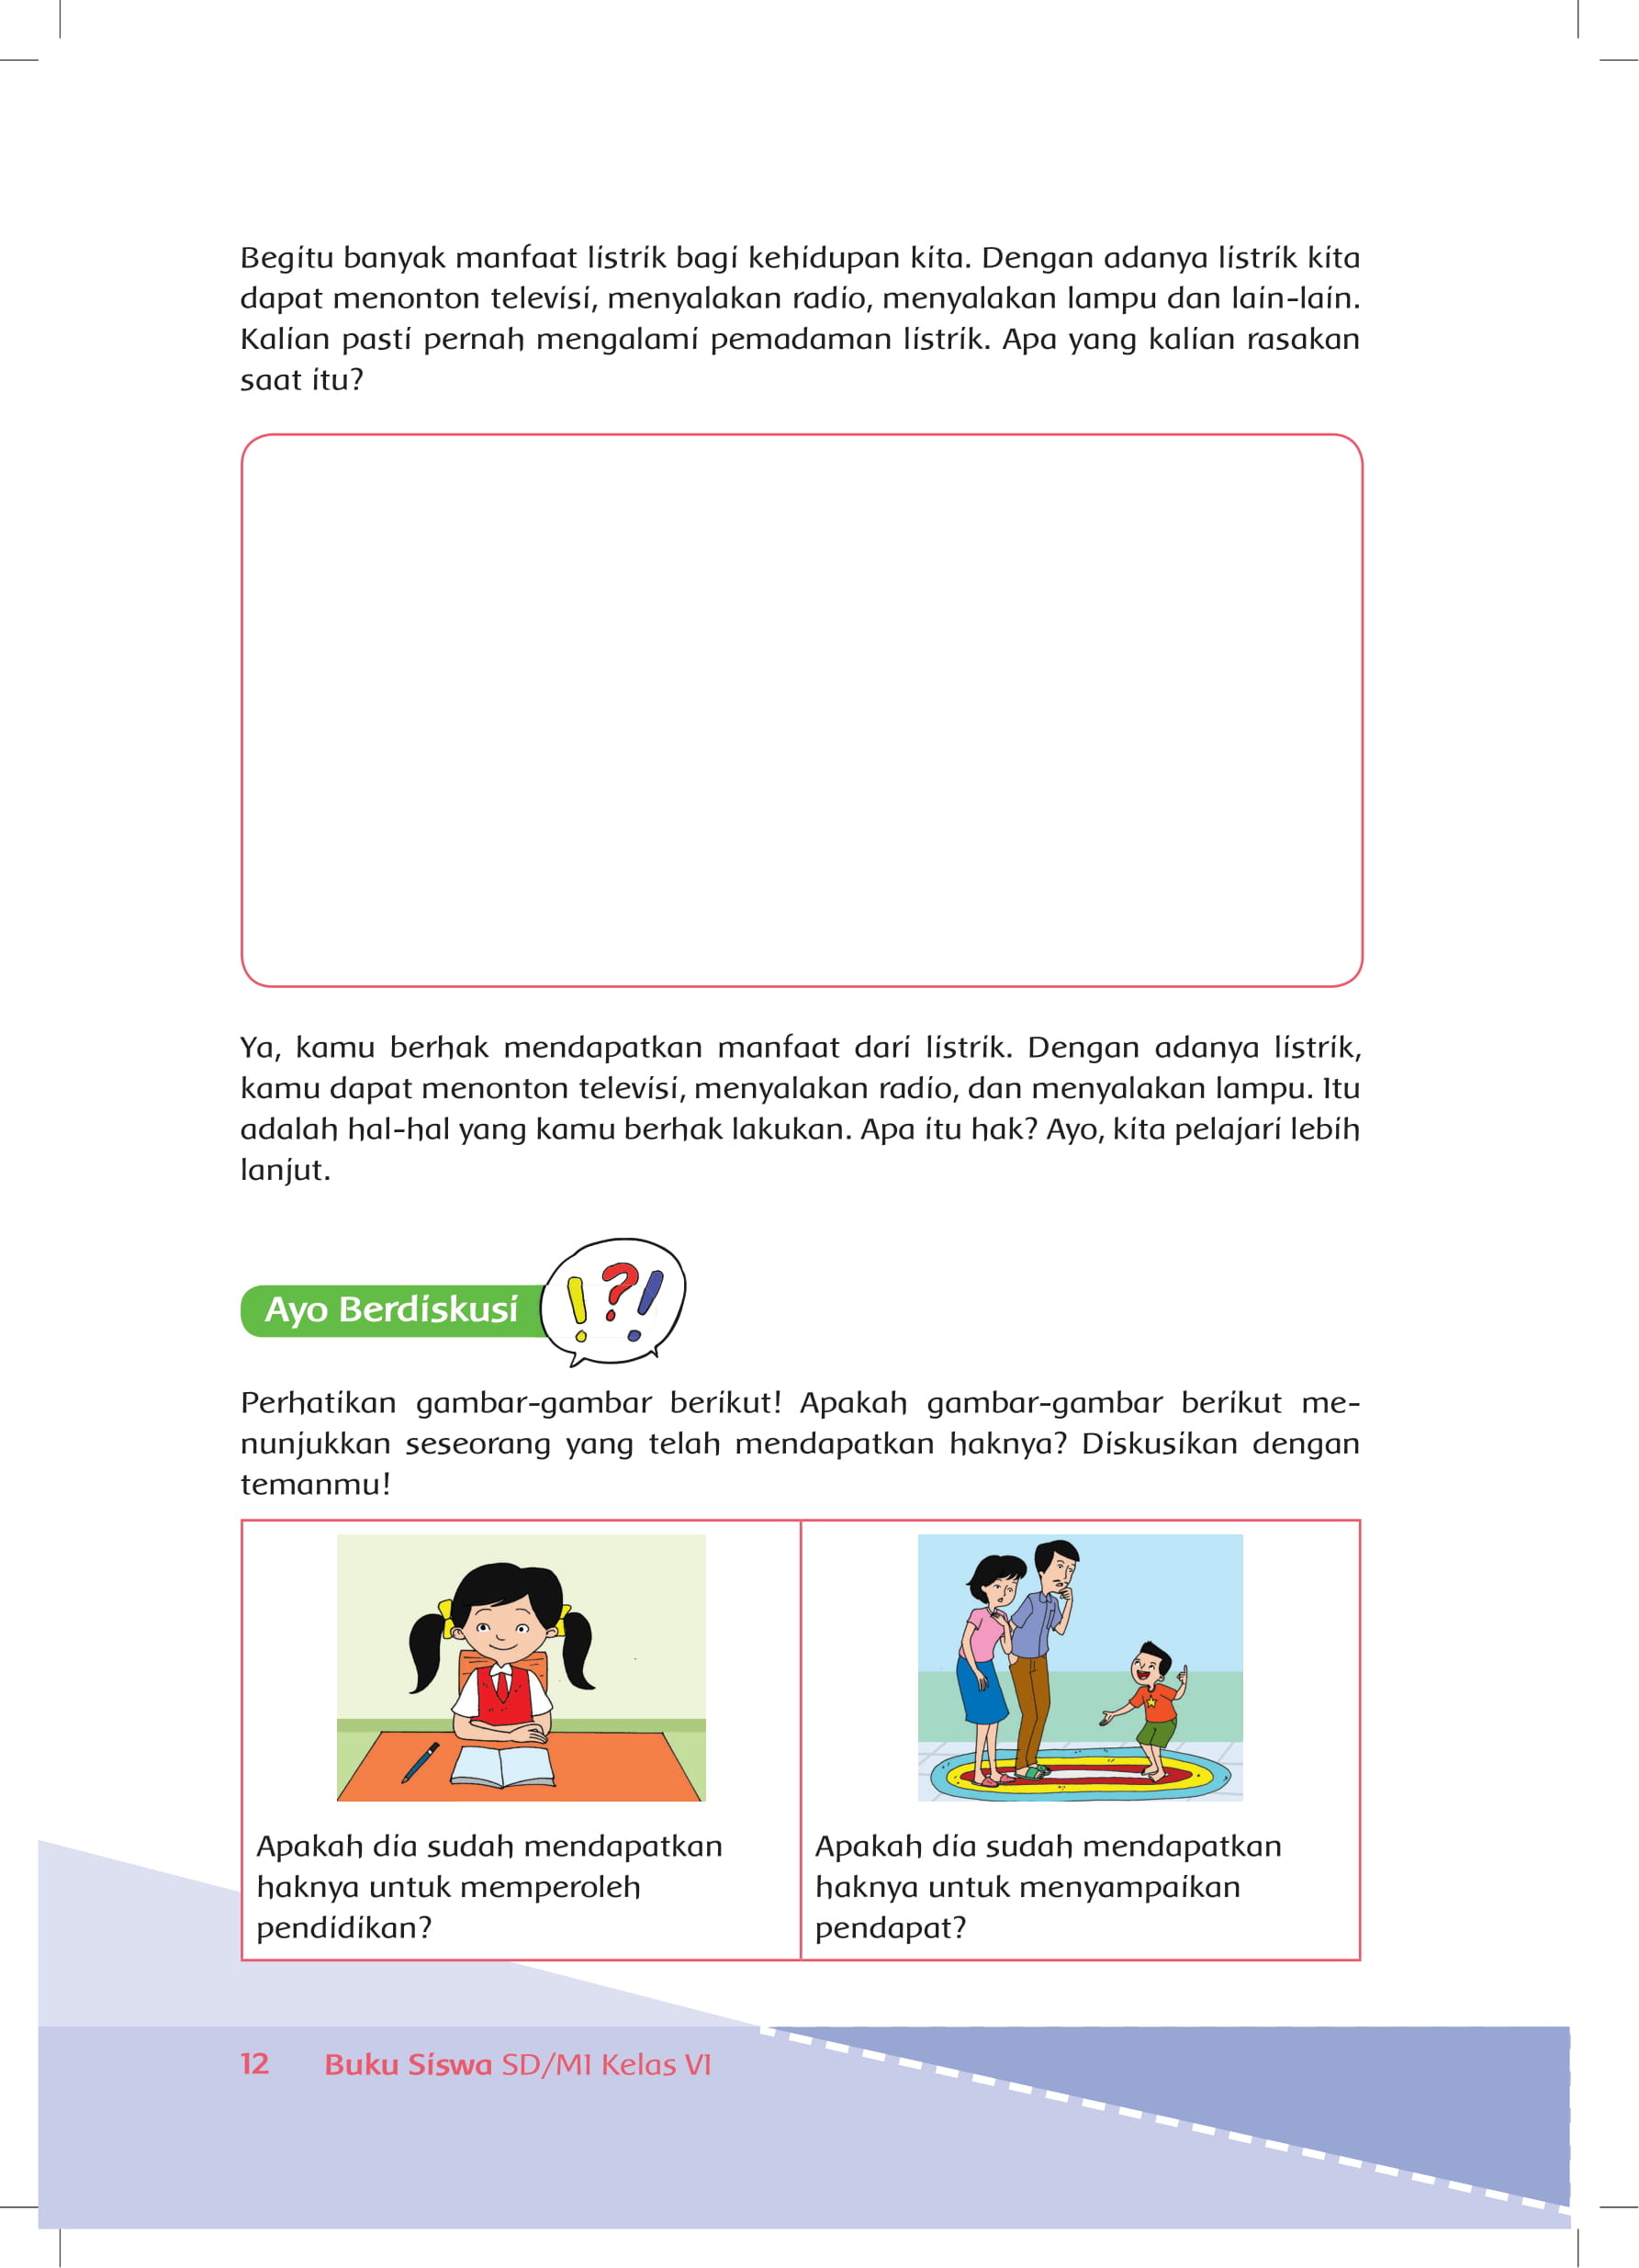 Begitu banyak manfaat listrik bagi kehidupan kita. Dengan adanya listrik kita
dapat menonton televisi, menyalakan radio, menyalakan lampu dan lain-lain.
Kalian pasti pernah mengalami pemadaman listrik. Apa yang kalian rasakan
saat itu?
Ya, kamu berhak mendapatkan manfaat dari listrik. Dengan adanya listrik,
kamu dapat menonton televisi, menyalakan radio, dan menyalakan lampu. Itu
adalah hal-hal yang kamu berhak lakukan. Apa itu hak? Ayo, kita pelajari lebih
lanjut.
Ayo Berdiskusi
! ? !
Perhatikan gambar-gambar berikut! Apakah gambar-gambar berikut me-
nunjukkan seseorang yang telah mendapatkan haknya? Diskusikan dengan
temanmu!
Apakah dia sudah mendapatkan
haknya untuk memperoleh
pendidikan?
Apakah dia sudah mendapatkan
haknya untuk menyampaikan
pendapat?
12 Buku Siswa SD/MI Kelas VI